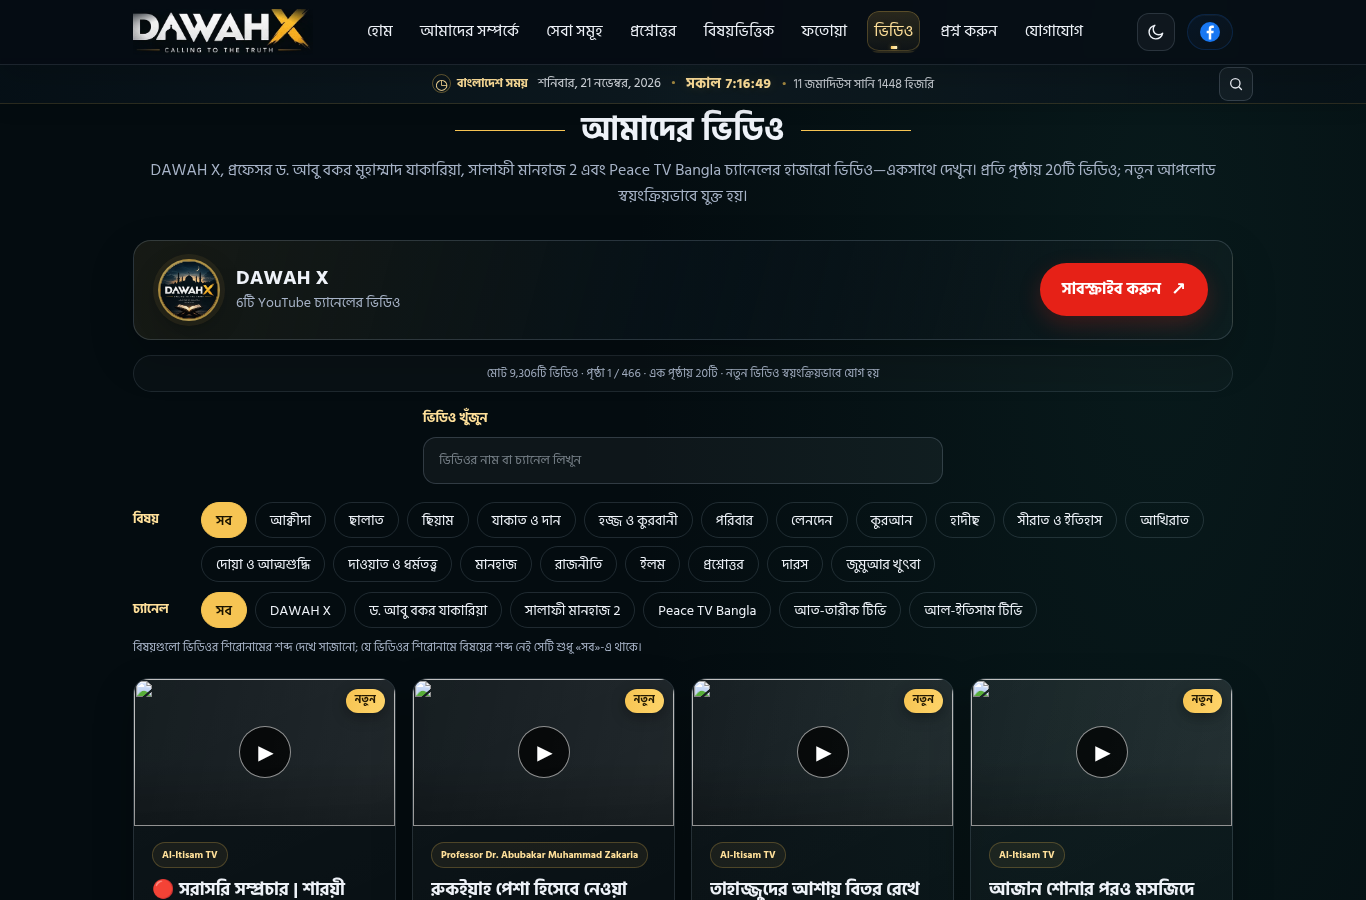 DAWAHX
CALLING TO THE TRUTH
হোম আমাদের সম্পর্কে সেবা সমূহ প্রশ্নোত্তর বিষয়ভিত্তিক ফতোয়া ভিডিও প্রশ্ন করুন যোগাযোগ
বাংলাদেশ সময় শনিবার, 21 নভেম্বর, 2026 • সকাল 7:16:49 • 11 জমাদিউস সানি 1448 হিজরি
আমাদের ভিডিও
DAWAH X, প্রফেসর ড. আবু বকর মুহাম্মাদ যাকারিয়া, সালাফী মানহাজ 2 এবং Peace TV Bangla চ্যানেলের হাজারো ভিডিও—একসাথে দেখুন। প্রতি পৃষ্ঠায় 20টি ভিডিও; নতুন আপলোড
স্বয়ংক্রিয়ভাবে যুক্ত হয়।
DAWAHX
DAWAH X
6টি YouTube চ্যানেলের ভিডিও
সাবস্ক্রাইব করুন ↗
মোট 9,306টি ভিডিও · পৃষ্ঠা 1 / 466 · এক পৃষ্ঠায় 20টি · নতুন ভিডিও স্বয়ংক্রিয়ভাবে যোগ হয়
ভিডিও খুঁজুন
ভিডিওর নাম বা চ্যানেল লিখুন
বিষয় সব আক্বীদা ছালাত ছিয়াম যাকাত ও দান হজ্জ ও কুরবানী পরিবার লেনদেন কুরআন হাদীছ সীরাত ও ইতিহাস আখিরাত
দোয়া ও আত্মশুদ্ধি দাওয়াত ও ধর্মতত্ত্ব মানহাজ রাজনীতি ইলম প্রশ্নোত্তর দারস জুমুআর খুৎবা
চ্যানেল সব DAWAH X ড. আবু বকর যাকারিয়া সালাফী মানহাজ 2 Peace TV Bangla আত-তারীক টিভি আল-ইতিসাম টিভি
বিষয়গুলো ভিডিওর শিরোনামের শব্দ দেখে সাজানো; যে ভিডিওর শিরোনামে বিষয়ের শব্দ নেই সেটি শুধু «সব»-এ থাকে।
নতুন নতুন নতুন নতুন
Al-Itisam TV Professor Dr. Abubakar Muhammad Zakaria Al-Itisam TV Al-Itisam TV
🔴 সরাসরি সম্প্রচার | শারয়ী রুকইয়াহ পেশা হিসেবে নেওয়া তাহাজ্জুদের আশায় বিতর রেখে আজান শোনার পরও মসজিদে